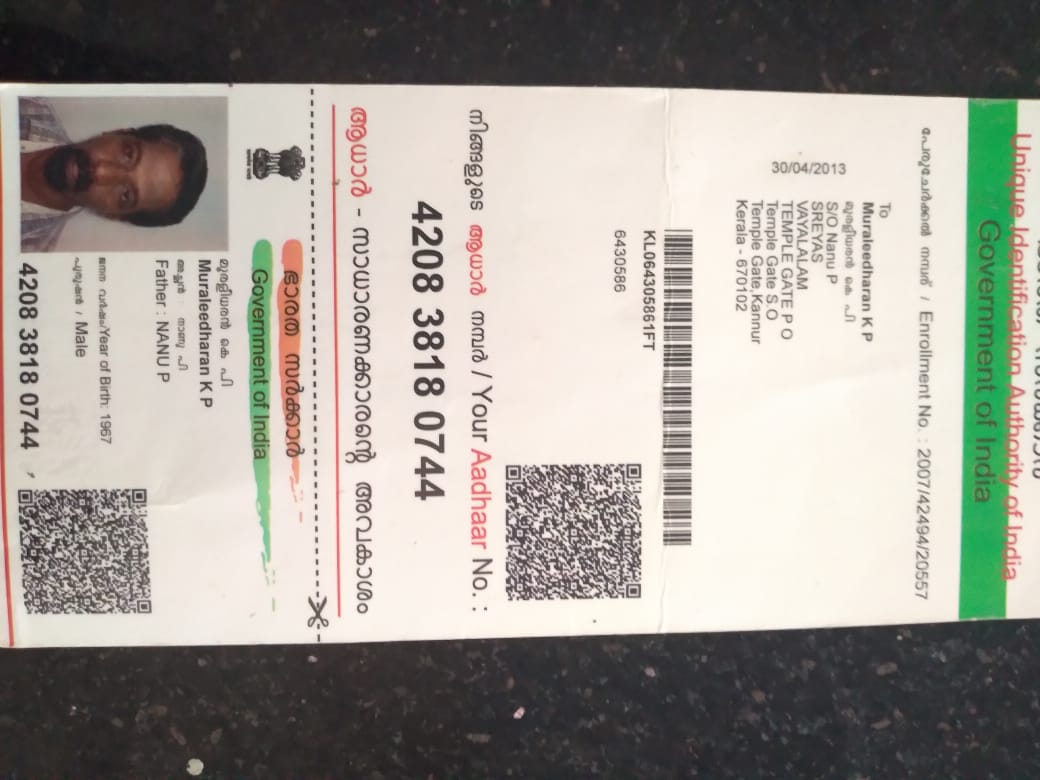 Unique Identification Authority of India
Government of India
നമ്പർ / Enrollment No. : 2007/42494/20557
To
Muraleedharan K P
മുരളീധരൻ കെ പി
S/O Nanu P
SREYAS
VAYALALAM
TEMPLE GATE P O
Temple Gate S.O
Temple Gate,Kannur
Kerala - 670102
30/04/2013
KL064305861FT
6430586
നിങ്ങളുടെ ആധാർ നമ്പർ / Your Aadhaar No. :
4208 3818 0744
ആധാർ - സാധാരണക്കാരന്റെ അവകാശം
ഭാരത സർക്കാർ
Government of India
മുരളീധരൻ കെ പി
Muraleedharan K P
അച്ഛൻ : നാണു പി
Father : NANU P
ജനന വർഷം/Year of Birth: 1967
പുരുഷൻ / Male
4208 3818 0744